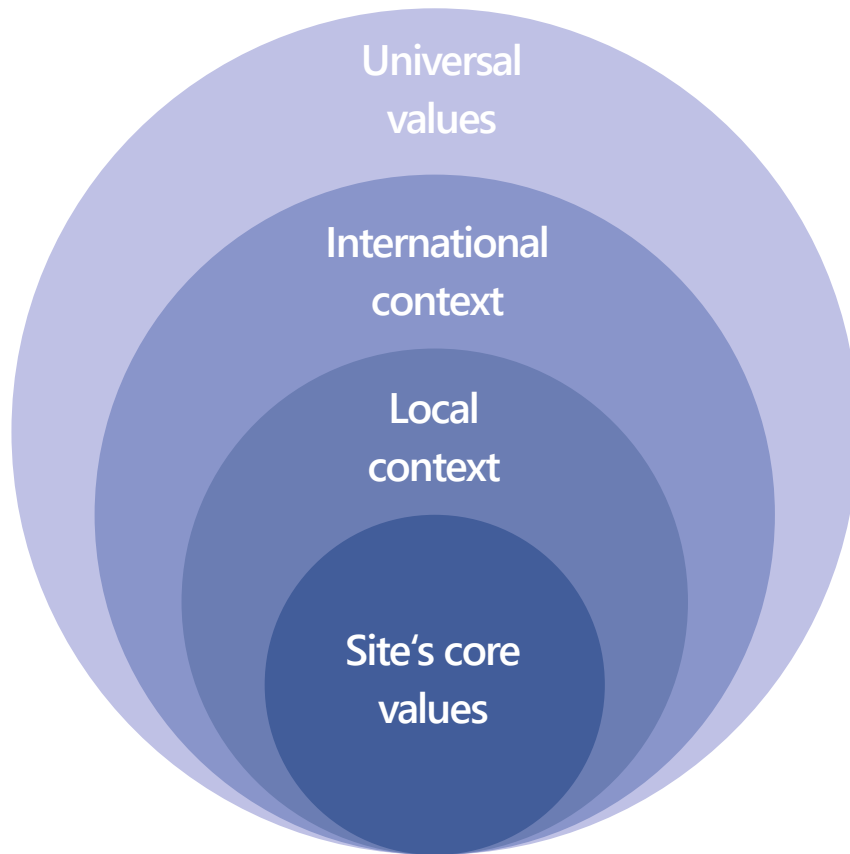 Universal
values
International
context
Local
context
Site‘s core
values